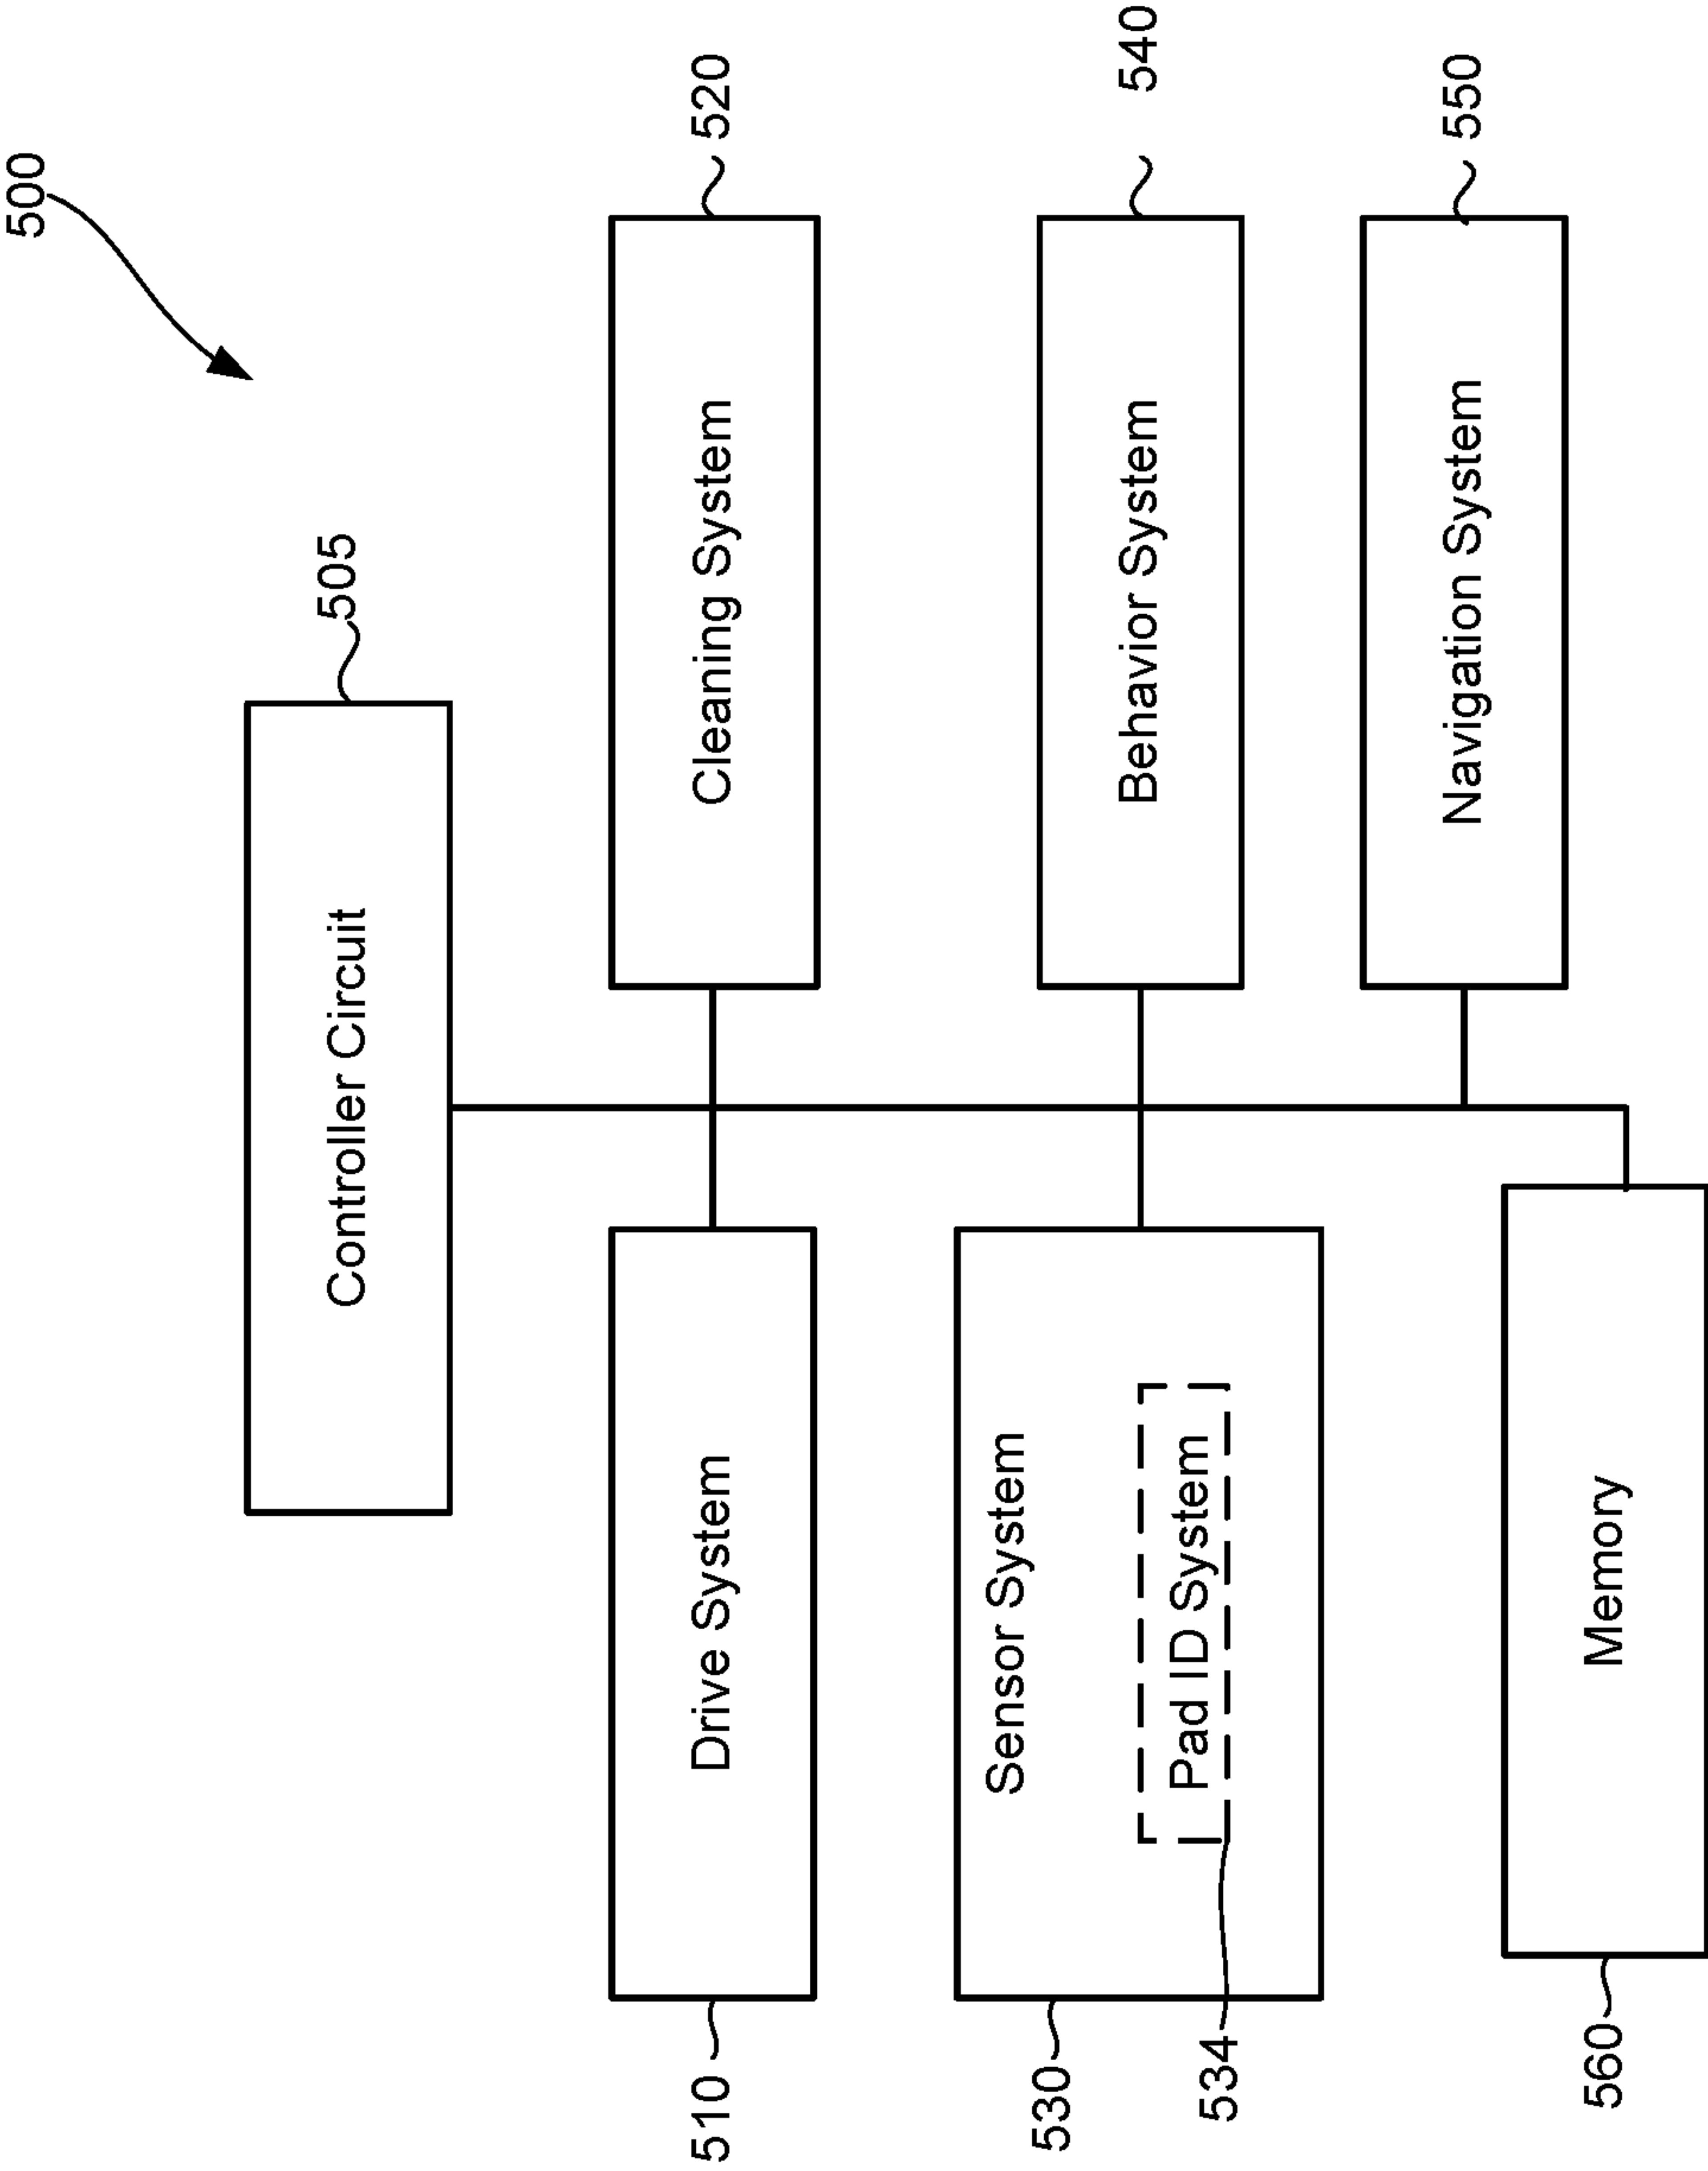 500
505
Controller Circuit
510
Drive System
Cleaning System
520
530
Sensor System
534
Pad ID System
Behavior System
540
Navigation System
550
560
Memory